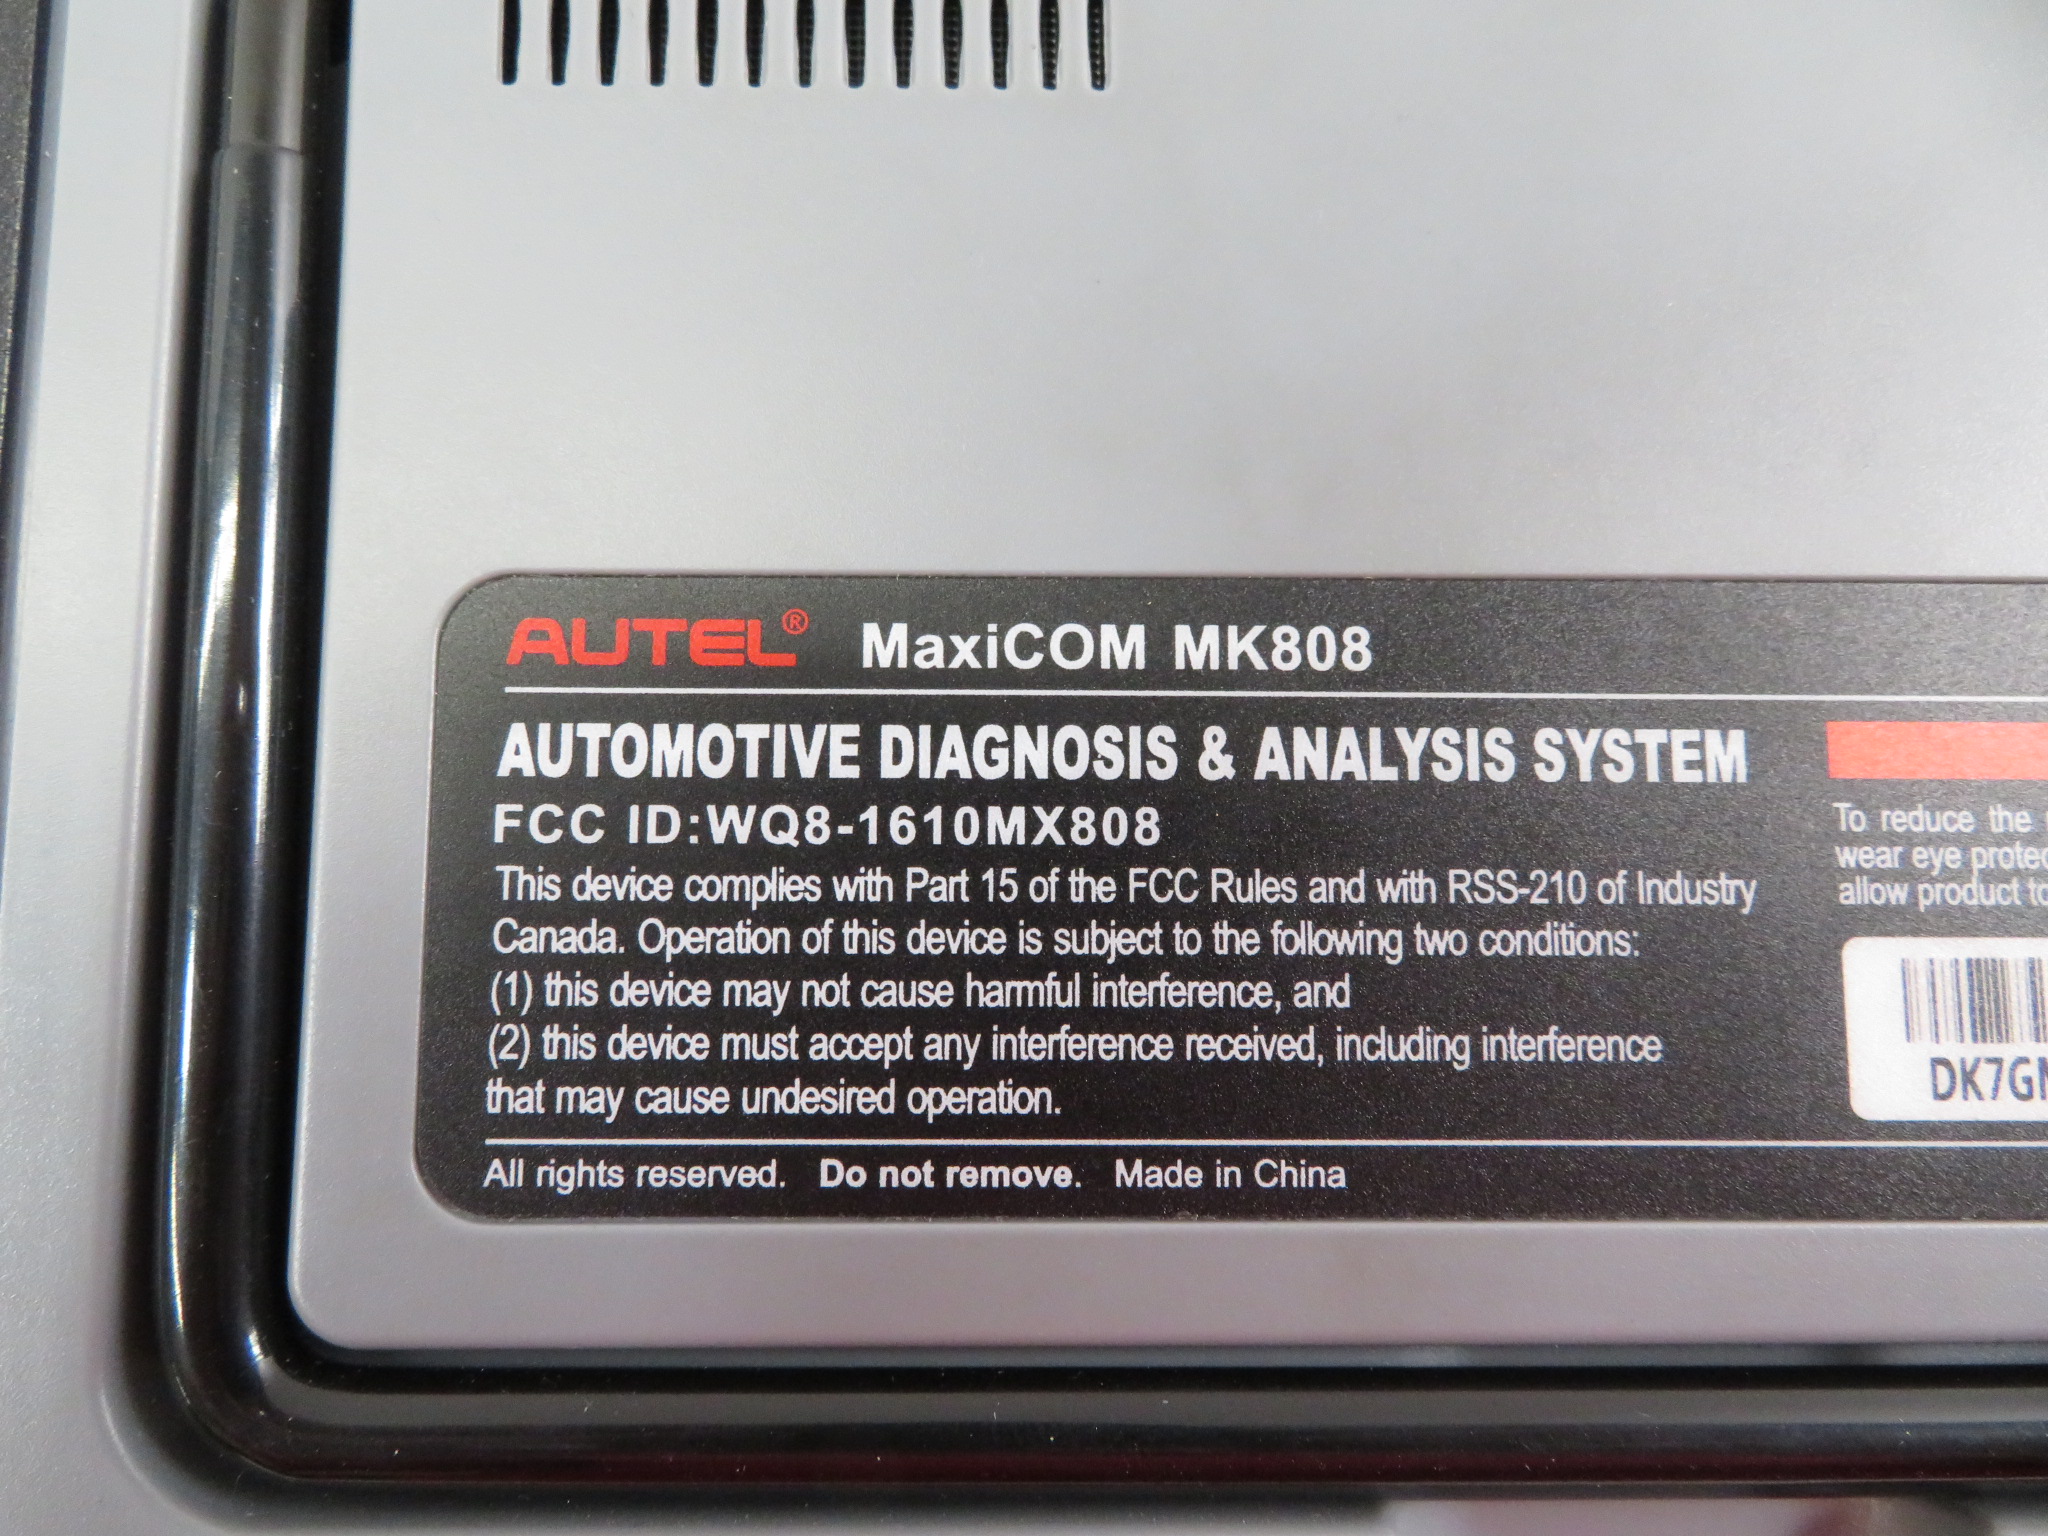 AUTEL® MaxiCOM MK808
AUTOMOTIVE DIAGNOSIS & ANALYSIS SYSTEM
FCC ID:WQ8-1610MX808
This device complies with Part 15 of the FCC Rules and with RSS-210 of Industry
Canada. Operation of this device is subject to the following two conditions:
(1) this device may not cause harmful interference, and
(2) this device must accept any interference received, including interference
that may cause undesired operation.
To reduce the
wear eye
allow product
All rights reserved. Do not remove. Made in China